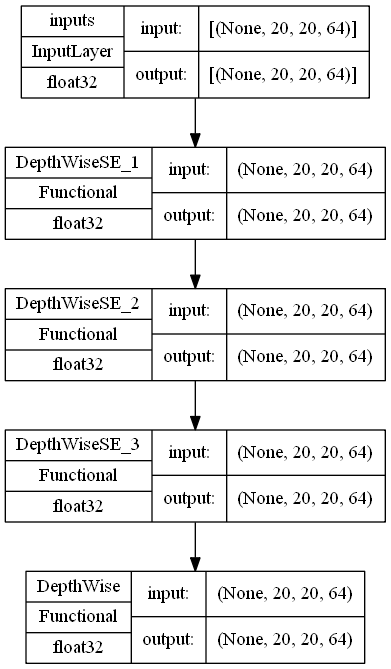 inputs
InputLayer
float32
input:
[(None, 20, 20, 64)]
output:
[(None, 20, 20, 64)]
DepthWiseSE_1
Functional
float32
input:
(None, 20, 20, 64)
output:
(None, 20, 20, 64)
DepthWiseSE_2
Functional
float32
input:
(None, 20, 20, 64)
output:
(None, 20, 20, 64)
DepthWiseSE_3
Functional
float32
input:
(None, 20, 20, 64)
output:
(None, 20, 20, 64)
DepthWise
Functional
float32
input:
(None, 20, 20, 64)
output:
(None, 20, 20, 64)